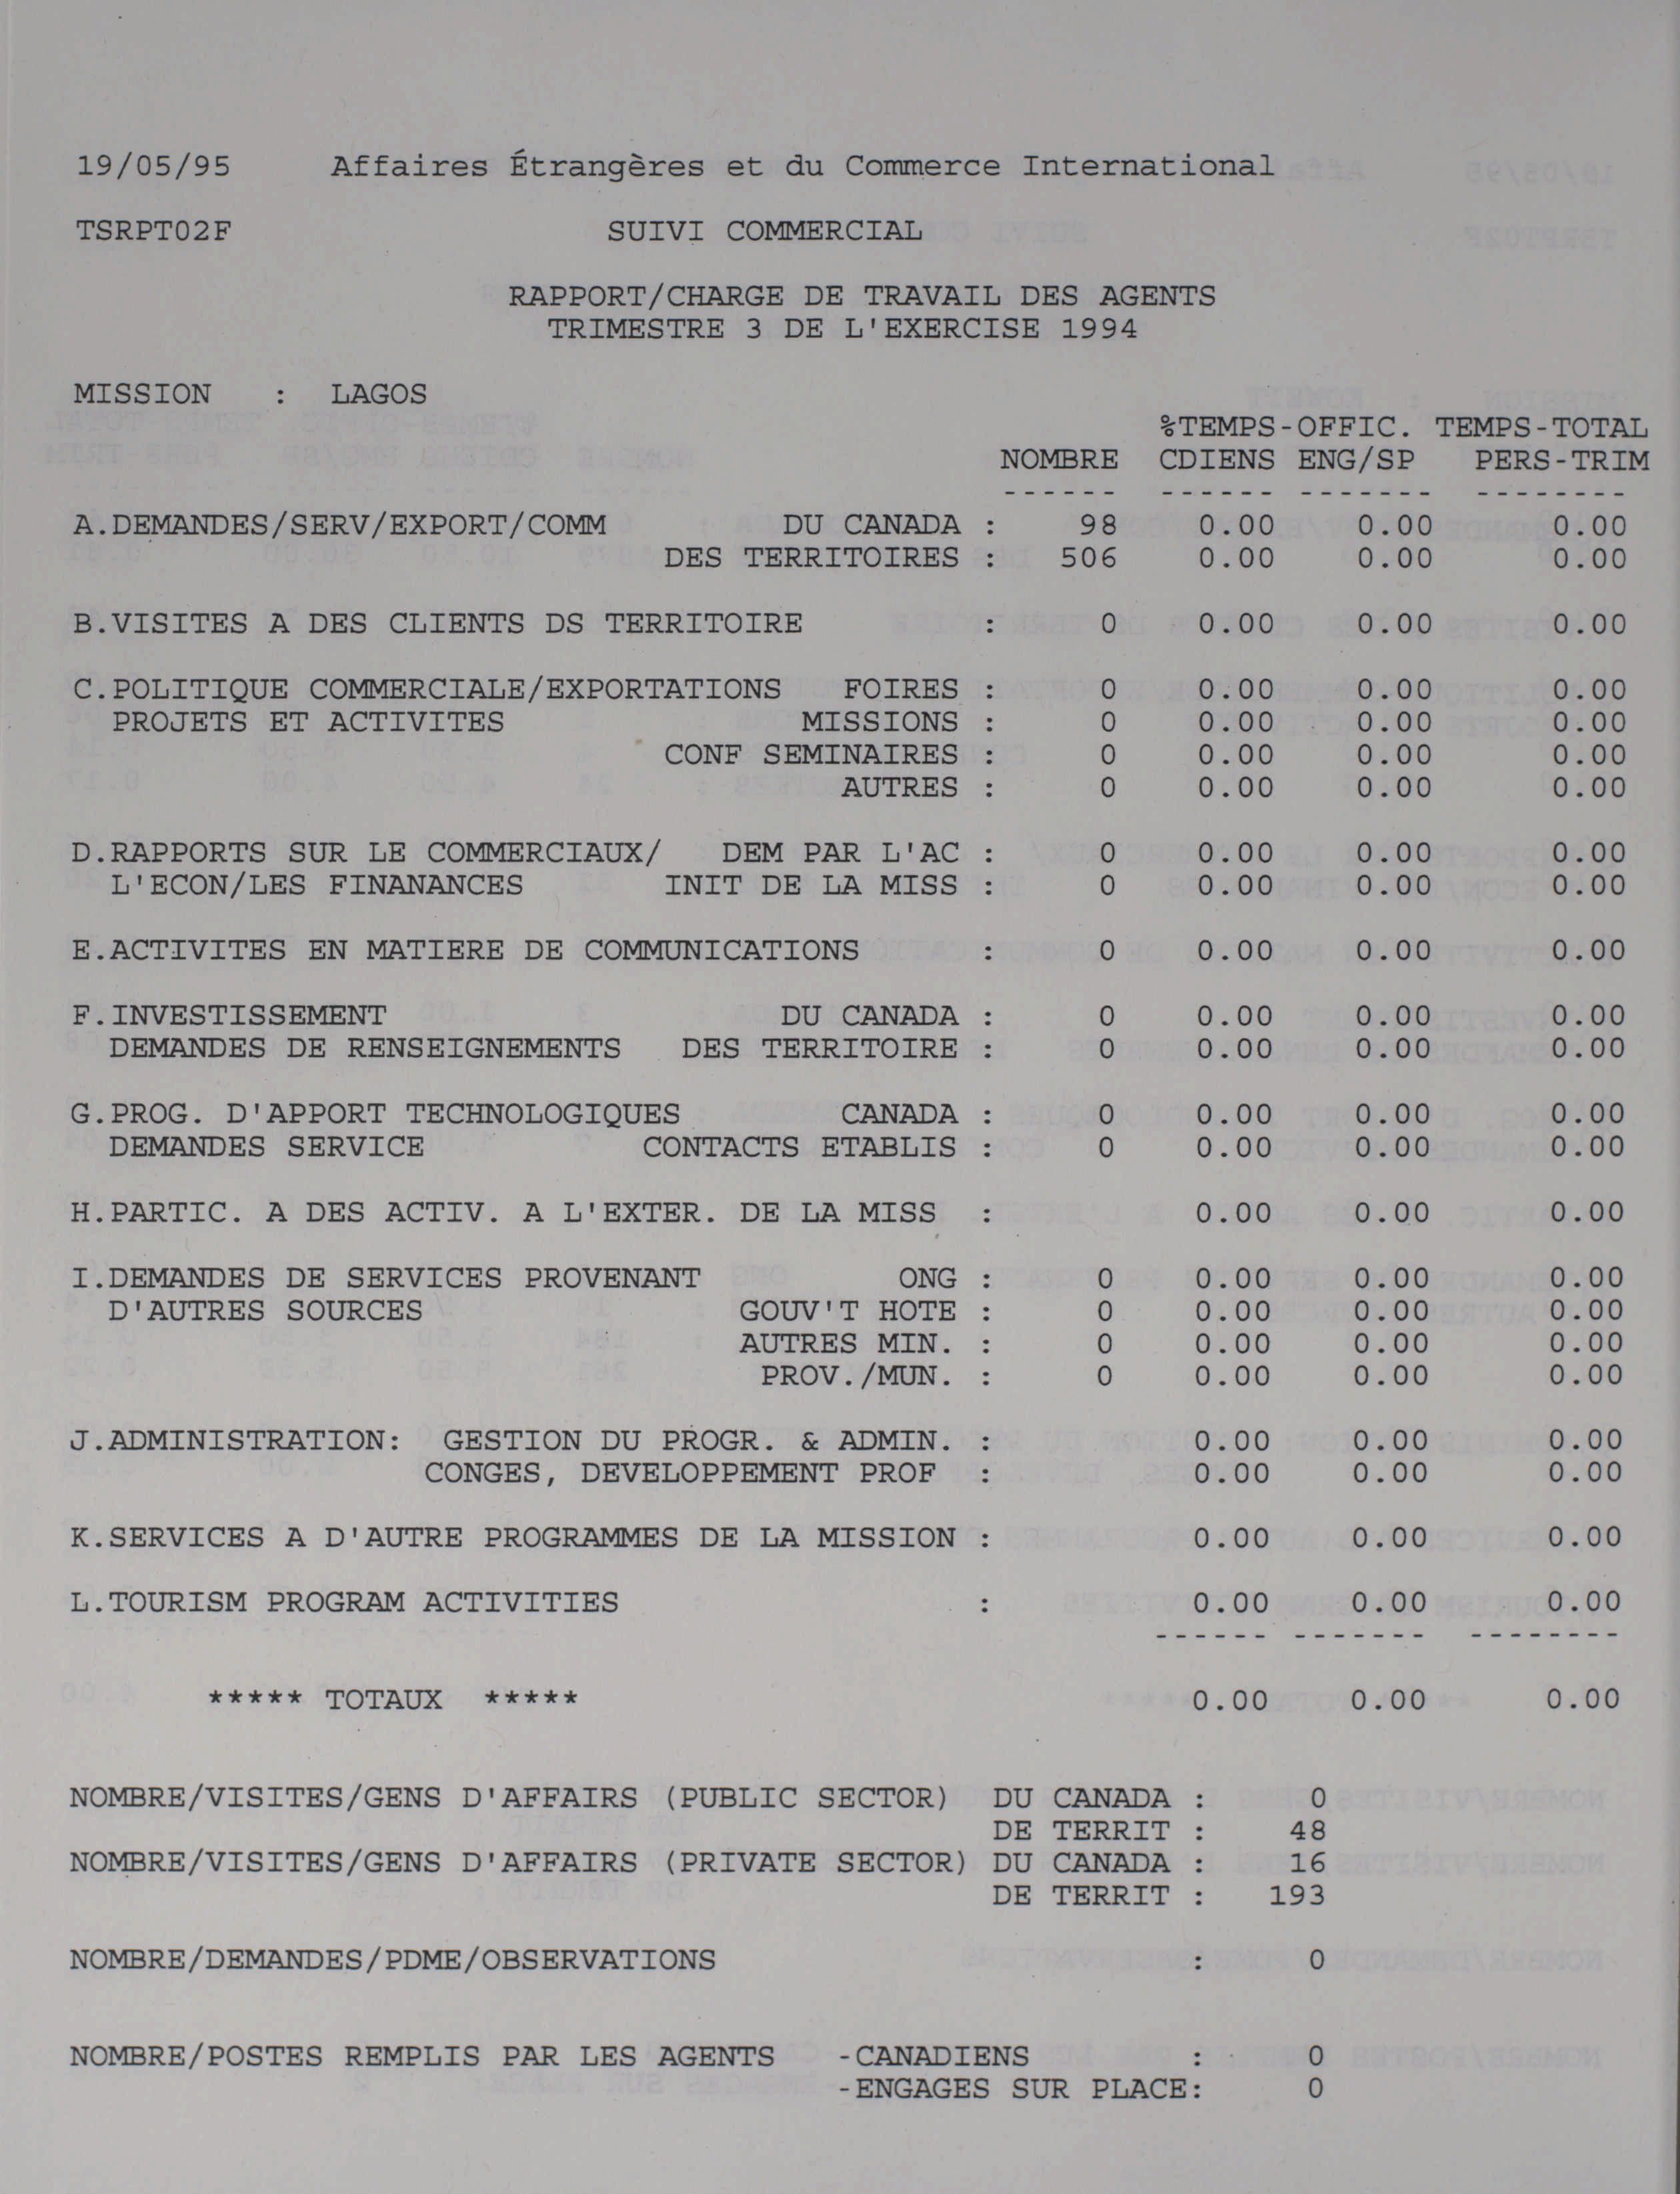 19/05/95 Affaires Étrangères et du Commerce International
TSRPT02F SUIVI COMMERCIAL
RAPPORT/CHARGE DE TRAVAIL DES AGENTS
TRIMESTRE 3 DE L'EXERCISE 1994
MISSION : LAGOS
%TEMPS-OFFIC. TEMPS-TOTAL
NOMBRE CDIENS ENG/SP PERS-TRIM
------ ------ ------- --------
A.DEMANDES/SERV/EXPORT/COMM DU CANADA : 98 0.00 0.00 0.00
DES TERRITOIRES : 506 0.00 0.00 0.00
B.VISITES A DES CLIENTS DS TERRITOIRE : 0 0.00 0.00 0.00
C.POLITIQUE COMMERCIALE/EXPORTATIONS FOIRES : 0 0.00 0.00 0.00
PROJETS ET ACTIVITES MISSIONS : 0 0.00 0.00 0.00
CONF SEMINAIRES : 0 0.00 0.00 0.00
AUTRES : 0 0.00 0.00 0.00
D.RAPPORTS SUR LE COMMERCIAUX/ DEM PAR L'AC : 0 0.00 0.00 0.00
L'ECON/LES FINANANCES INIT DE LA MISS : 0 0.00 0.00 0.00
E.ACTIVITES EN MATIERE DE COMMUNICATIONS : 0 0.00 0.00 0.00
F.INVESTISSEMENT DU CANADA : 0 0.00 0.00 0.00
DEMANDES DE RENSEIGNEMENTS DES TERRITOIRE : 0 0.00 0.00 0.00
G.PROG. D'APPORT TECHNOLOGIQUES CANADA : 0 0.00 0.00 0.00
DEMANDES SERVICE CONTACTS ETABLIS : 0 0.00 0.00 0.00
H.PARTIC. A DES ACTIV. A L'EXTER. DE LA MISS : 0.00 0.00 0.00
I.DEMANDES DE SERVICES PROVENANT ONG : 0 0.00 0.00 0.00
D'AUTRES SOURCES GOUV'T HOTE : 0 0.00 0.00 0.00
AUTRES MIN. : 0 0.00 0.00 0.00
PROV./MUN. : 0 0.00 0.00 0.00
J.ADMINISTRATION: GESTION DU PROGR. & ADMIN. : 0.00 0.00 0.00
CONGES, DEVELOPPEMENT PROF : 0.00 0.00 0.00
K.SERVICES A D'AUTRE PROGRAMMES DE LA MISSION : 0.00 0.00 0.00
L.TOURISM PROGRAM ACTIVITIES : 0.00 0.00 0.00
------ ------- --------
***** TOTAUX ***** 0.00 0.00 0.00
NOMBRE/VISITES/GENS D'AFFAIRS (PUBLIC SECTOR) DU CANADA : 0
DE TERRIT : 48
NOMBRE/VISITES/GENS D'AFFAIRS (PRIVATE SECTOR) DU CANADA : 16
DE TERRIT : 193
NOMBRE/DEMANDES/PDME/OBSERVATIONS : 0
NOMBRE/POSTES REMPLIS PAR LES AGENTS -CANADIENS : 0
-ENGAGES SUR PLACE: 0